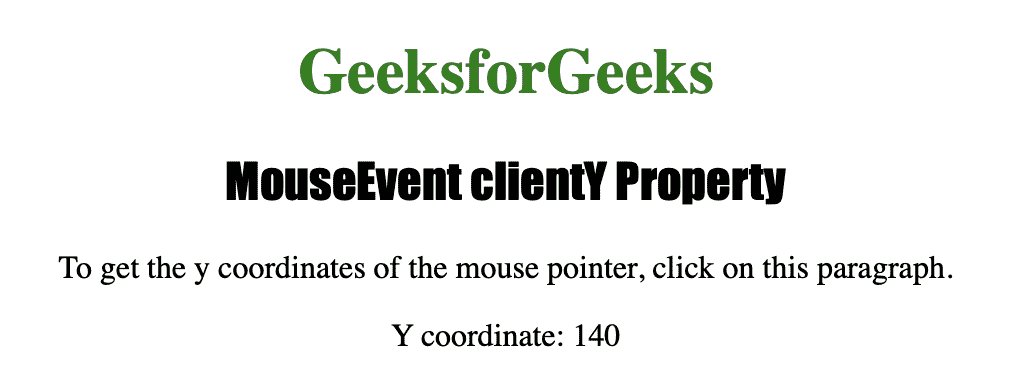 GeeksforGeeks
MouseEvent clientY Property
To get the y coordinates of the mouse pointer, click on this paragraph.
Y coordinate: 140